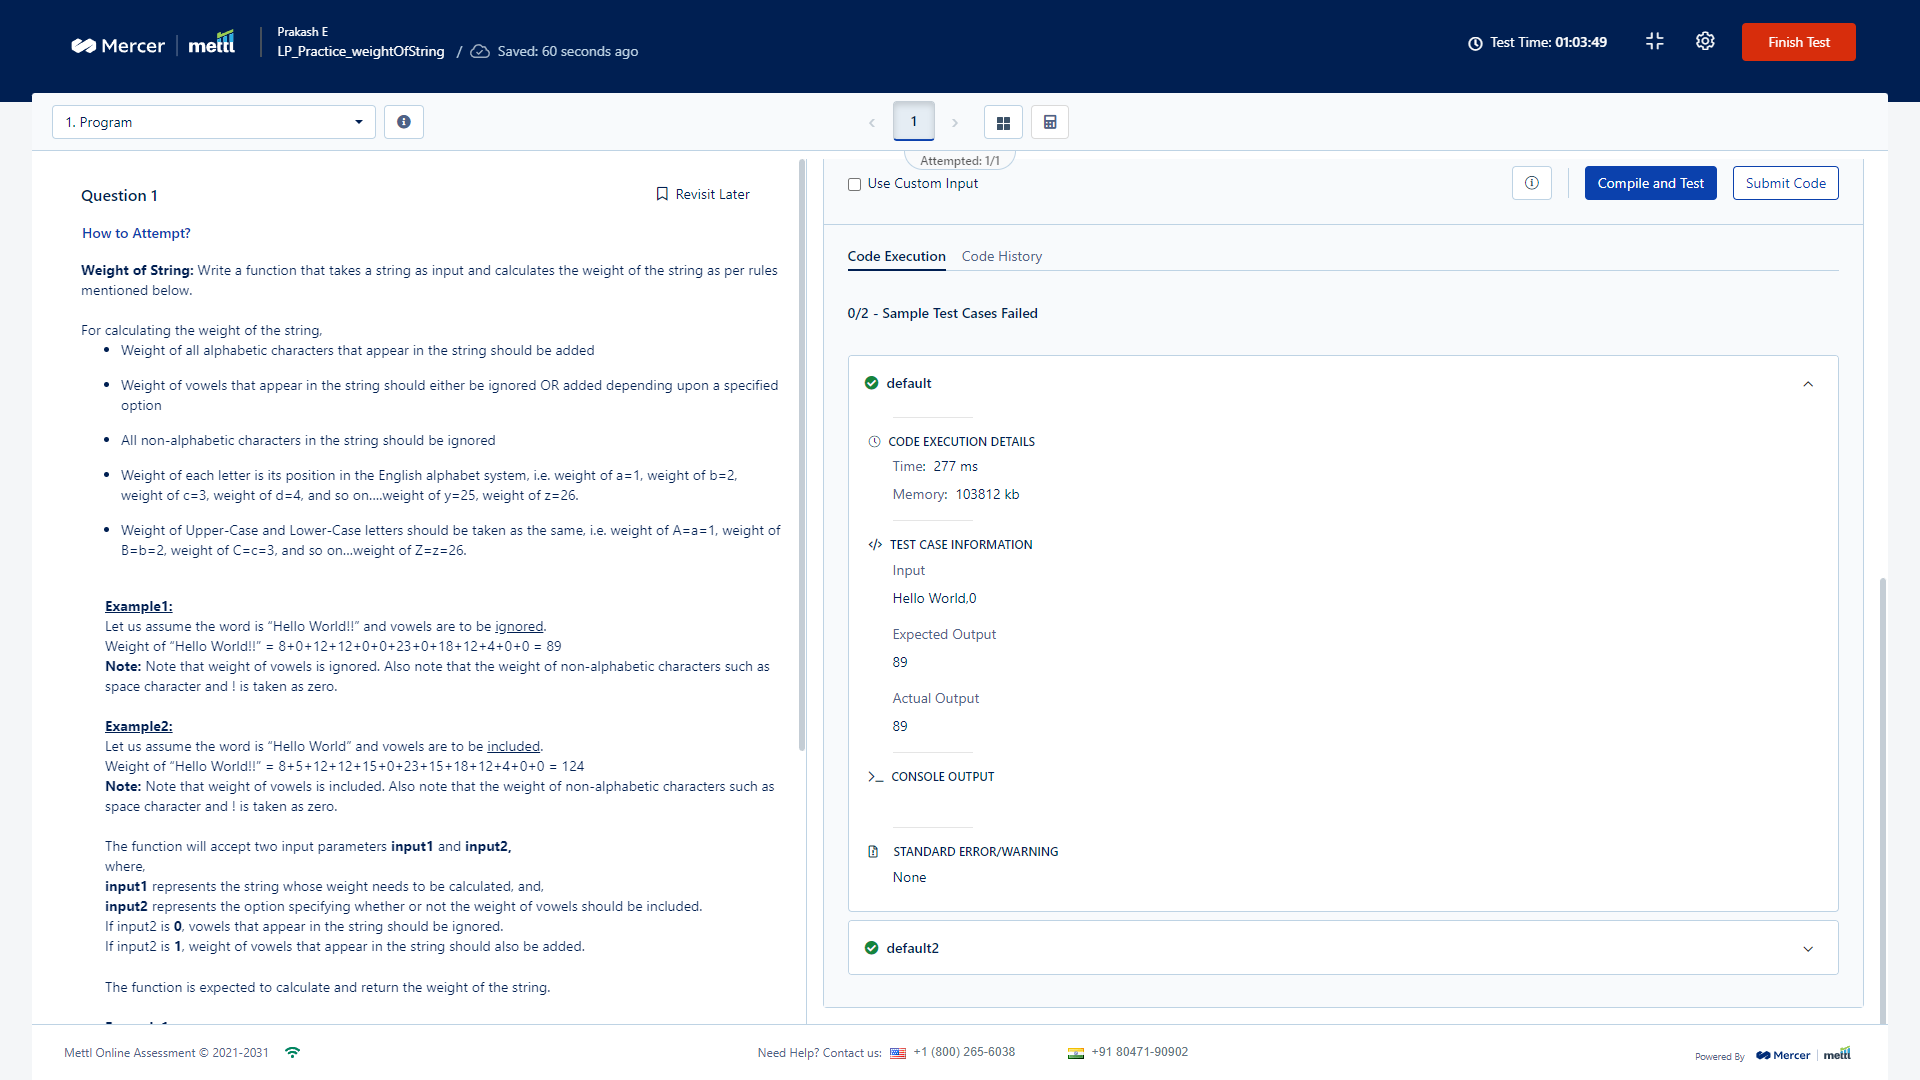 Mercer | mettl
Prakash E
LP_Practice_weightOfString / Saved: 60 seconds ago
Test Time: 01:03:49
Finish Test
1. Program
1
Attempted: 1/1
Question 1
Revisit Later
How to Attempt?
Weight of String: Write a function that takes a string as input and calculates the weight of the string as per rules
mentioned below.
For calculating the weight of the string,
• Weight of all alphabetic characters that appear in the string should be added
• Weight of vowels that appear in the string should either be ignored OR added depending upon a specified
option
• All non-alphabetic characters in the string should be ignored
• Weight of each letter is its position in the English alphabet system, i.e. weight of a=1, weight of b=2,
weight of c=3, weight of d=4, and so on....weight of y=25, weight of z=26.
• Weight of Upper-Case and Lower-Case letters should be taken as the same, i.e. weight of A=a=1, weight of
B=b=2, weight of C=c=3, and so on...weight of Z=z=26.
Example1:
Let us assume the word is “Hello World!!” and vowels are to be ignored.
Weight of “Hello World!!” = 8+0+12+12+0+0+23+0+18+12+4+0+0 = 89
Note: Note that weight of vowels is ignored. Also note that the weight of non-alphabetic characters such as
space character and ! is taken as zero.
Example2:
Let us assume the word is “Hello World” and vowels are to be included.
Weight of “Hello World!!” = 8+5+12+12+15+0+23+15+18+12+4+0+0 = 124
Note: Note that weight of vowels is included. Also note that the weight of non-alphabetic characters such as
space character and ! is taken as zero.
The function will accept two input parameters input1 and input2,
where,
input1 represents the string whose weight needs to be calculated, and,
input2 represents the option specifying whether or not the weight of vowels should be included.
If input2 is 0, vowels that appear in the string should be ignored.
If input2 is 1, weight of vowels that appear in the string should also be added.
The function is expected to calculate and return the weight of the string.
Use Custom Input
Compile and Test
Submit Code
Code Execution
Code History
0/2 - Sample Test Cases Failed
default
CODE EXECUTION DETAILS
Time: 277 ms
Memory: 103812 kb
</> TEST CASE INFORMATION
Input
Hello World,0
Expected Output
89
Actual Output
89
>_ CONSOLE OUTPUT
STANDARD ERROR/WARNING
None
default2
Mettl Online Assessment © 2021-2031
Need Help? Contact us: +1 (800) 265-6038
+91 80471-90902
Powered By Mercer | mettl